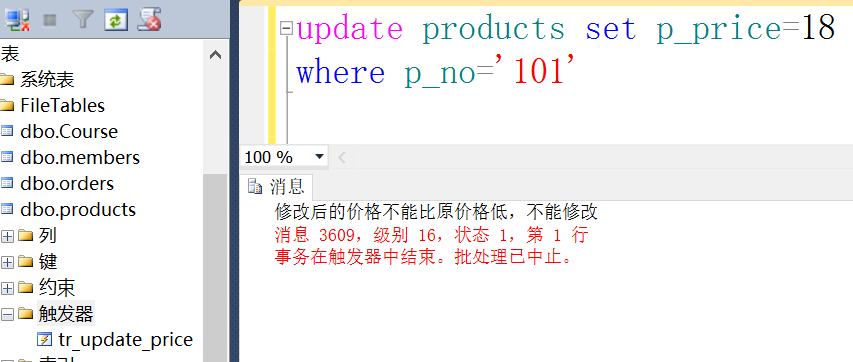 表
系统表
FileTables
dbo.Course
dbo.members
dbo.orders
dbo.products
列
键
约束
触发器
tr_update_price
索引
update products set p_price=18
where p_no='101'
100 %
消息
修改后的价格不能比原价格低，不能修改
消息 3609，级别 16，状态 1，第 1 行
事务在触发器中结束。批处理已中止。